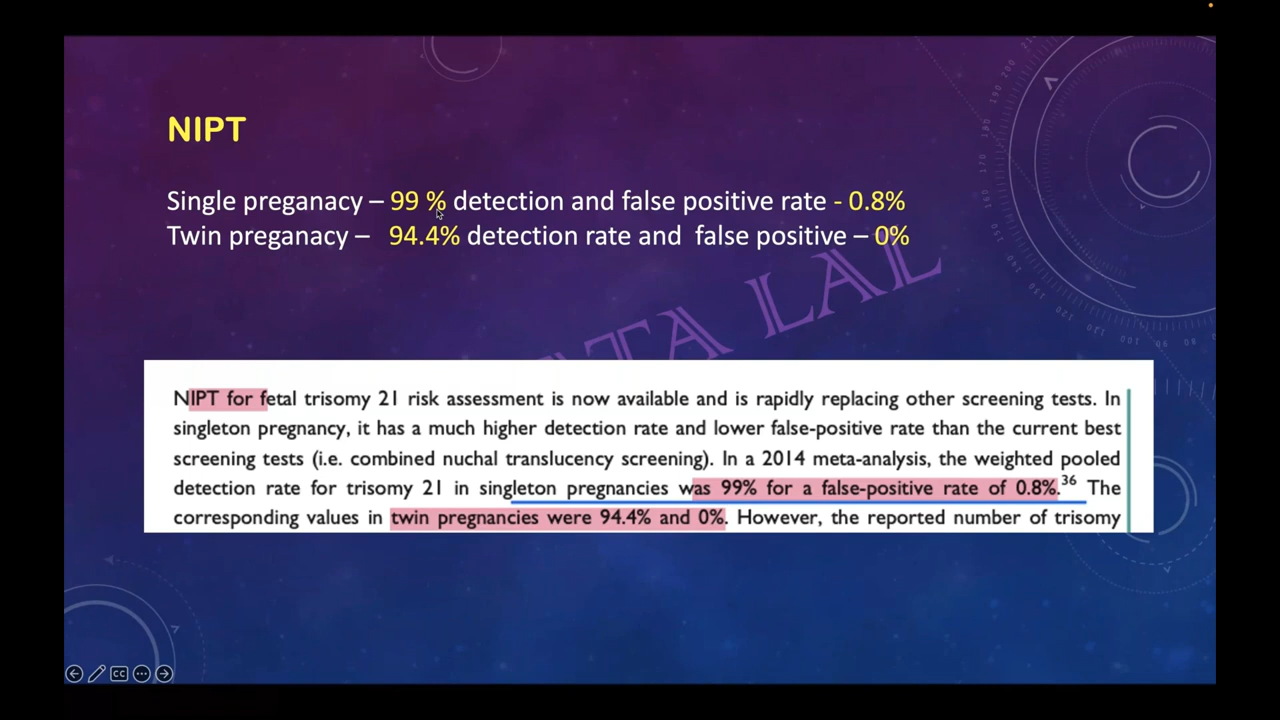 NIPT
Single preganacy – 99 % detection and false positive rate - 0.8%
Twin preganacy – 94.4% detection rate and false positive – 0%
TA LAL
NIPT for fetal trisomy 21 risk assessment is now available and is rapidly replacing other screening tests. In
singleton pregnancy, it has a much higher detection rate and lower false-positive rate than the current best
screening tests (i.e. combined nuchal translucency screening). In a 2014 meta-analysis, the weighted pooled
detection rate for trisomy 21 in singleton pregnancies was 99% for a false-positive rate of 0.8%.36 The
corresponding values in twin pregnancies were 94.4% and 0%. However, the reported number of trisomy
CC